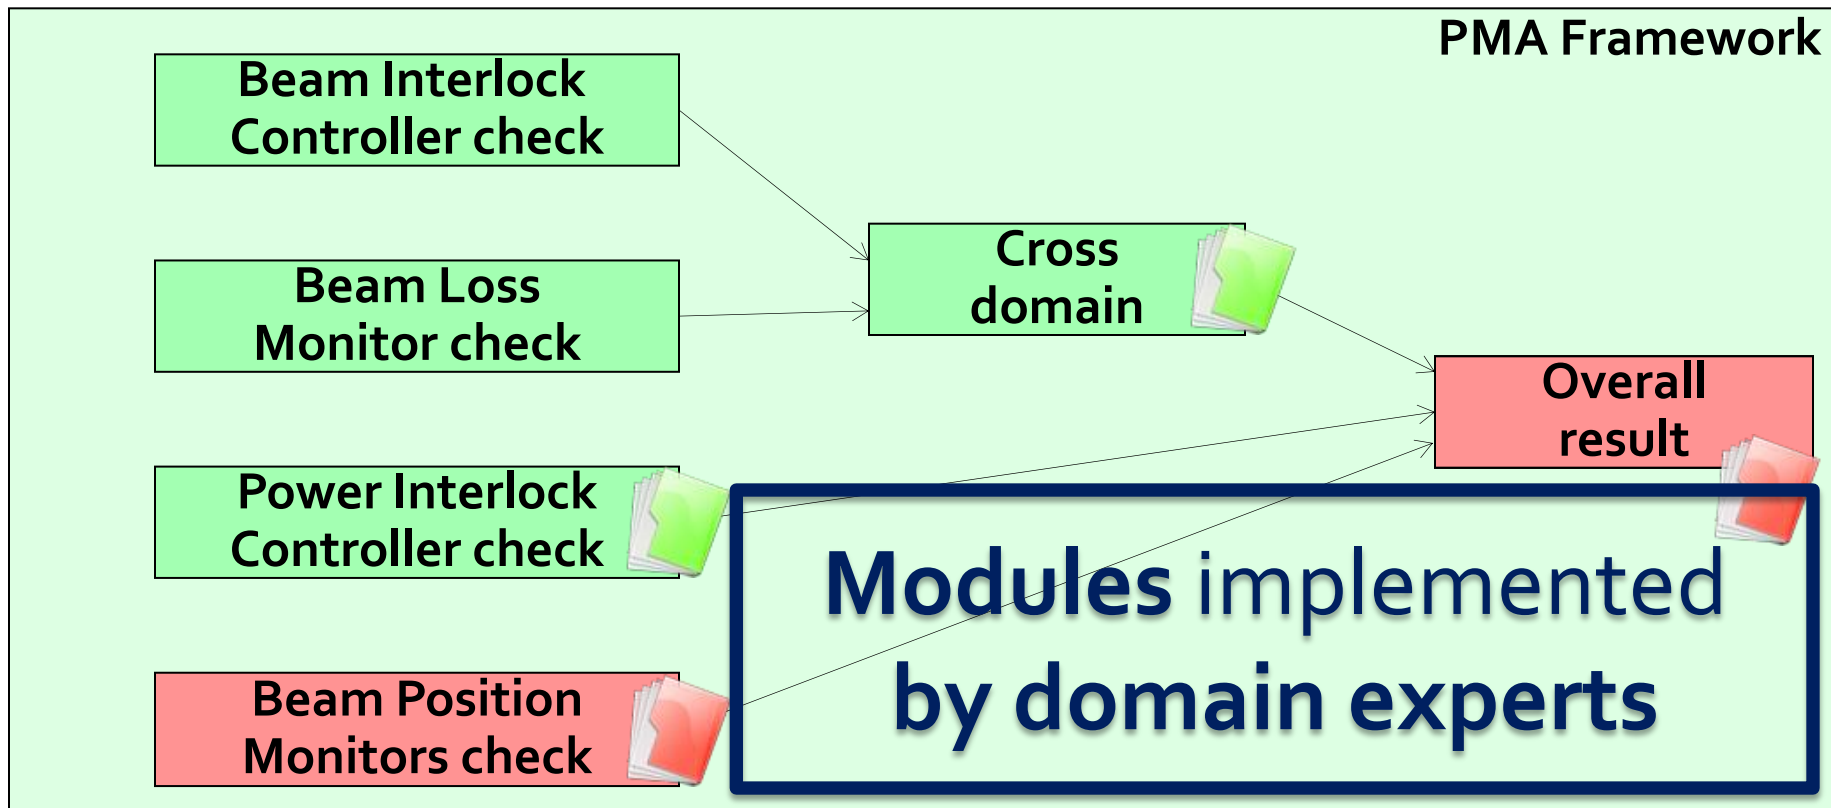 PMA Framework
Beam Interlock
Controller check
Beam Loss
Monitor check
Cross
domain
Overall
result
Power Interlock
Controller check
Beam Position
Monitors check
Modules implemented
by domain experts